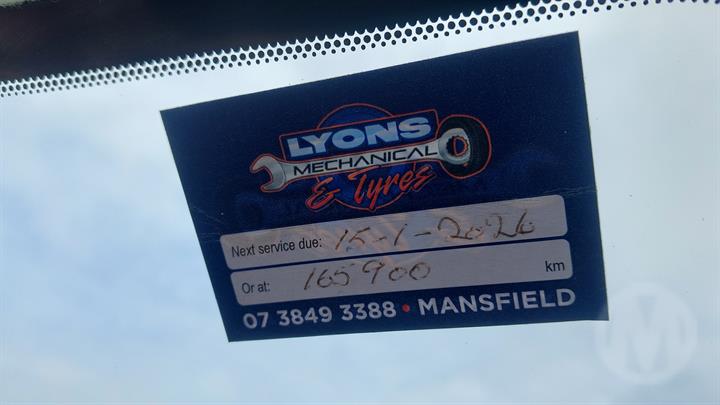 LYONS
MECHANICAL
& Tyres
Next service due: 15-1-2026
Or at: 165900 km
07 3849 3388 • MANSFIELD